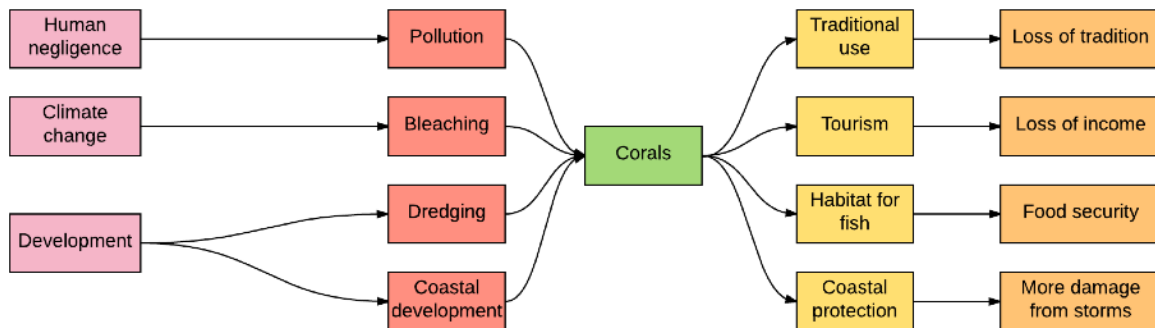 Human
negligence
Pollution
Traditional
use
Loss of tradition
Climate
change
Bleaching
Corals
Tourism
Loss of income
Development
Dredging
Habitat for
fish
Food security
Coastal
development
Coastal
protection
More damage
from storms